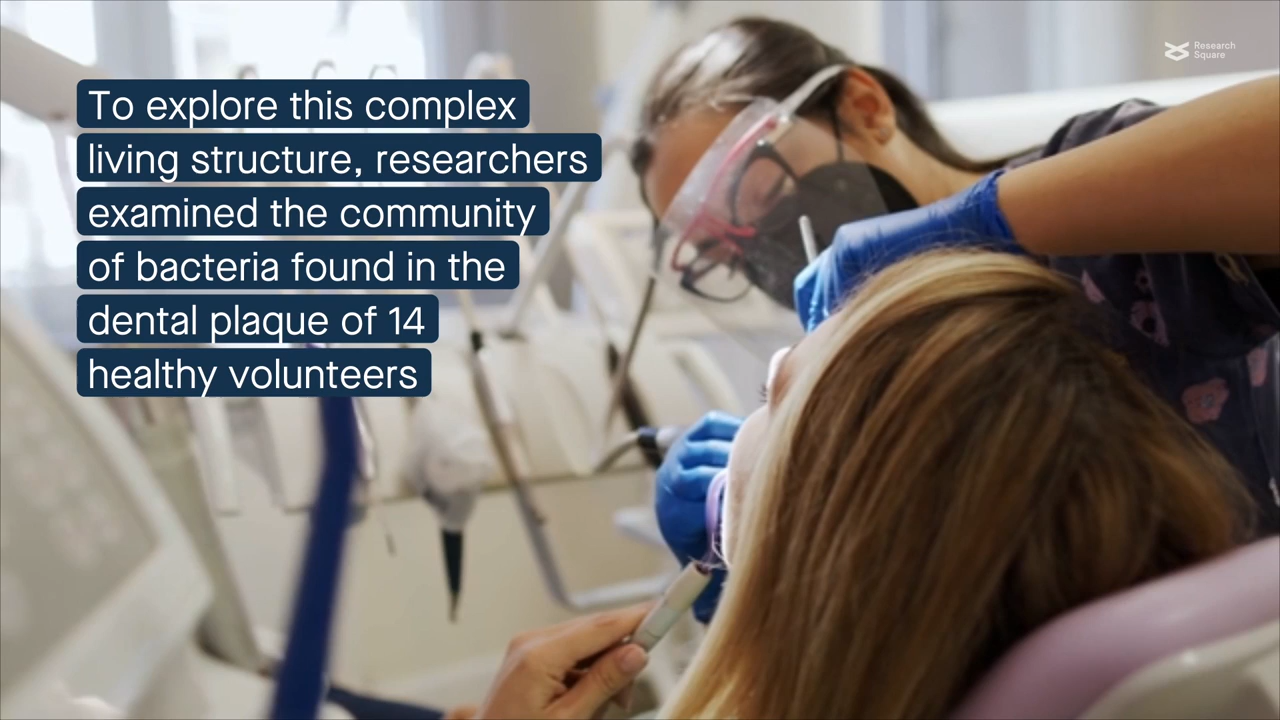 To explore this complex
living structure, researchers
examined the community
of bacteria found in the
dental plaque of 14
healthy volunteers
Research
Square